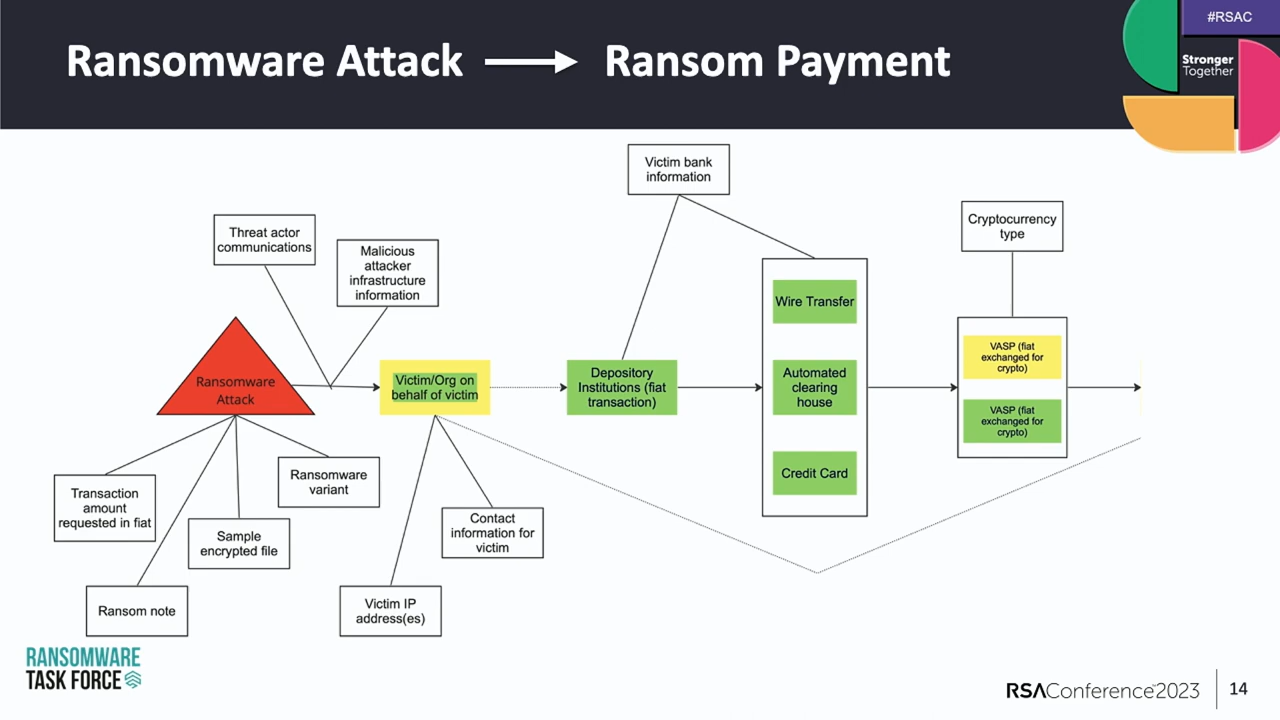 #RSAC
Ransomware Attack → Ransom Payment
Stronger
Together
Victim bank
information
Threat actor
communications
Malicious
attacker
infrastructure
information
Cryptocurrency
type
Wire Transfer
Ransomware
Attack
Victim/Org on
behalf of victim
Depository
Institutions (fiat
transaction)
Automated
clearing
house
Credit Card
VASP (fiat
exchanged for
crypto)
VASP (fiat
exchanged for
crypto)
Transaction
amount
requested in fiat
Ransom note
Sample
encrypted file
Ransomware
variant
Victim IP
address(es)
Contact
information for
victim
RANSOMWARE
TASK FORCE
RSAConference™2023
14